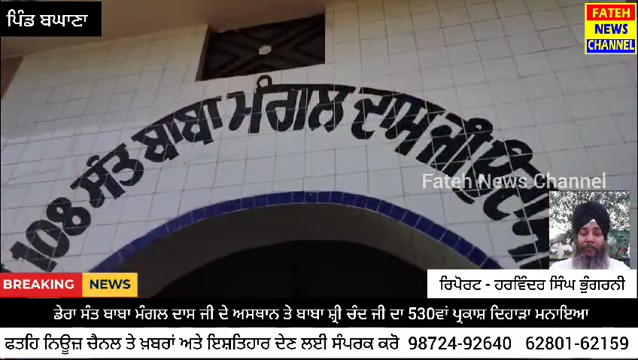 ਪਿੰਡ ਬਘਾਣਾ
FATEH
NEWS
CHANNEL
108 ਸੰਤ ਬਾਬਾ ਮੰਗਲ ਦਾਸ ਜੀ
Fateh News Channel
BREAKING NEWS
ਰਿਪੋਰਟ - ਹਰਵਿੰਦਰ ਸਿੰਘ ਭੁੰਗਰਨੀ
ਡੇਰਾ ਸੰਤ ਬਾਬਾ ਮੰਗਲ ਦਾਸ ਜੀ ਦੇ ਅਸਥਾਨ ਤੇ ਬਾਬਾ ਸ਼੍ਰੀ ਚੰਦ ਜੀ ਦਾ 530ਵਾਂ ਪ੍ਰਕਾਸ਼ ਦਿਹਾੜਾ ਮਨਾਇਆ
ਫਤਹਿ ਨਿਊਜ਼ ਚੈਨਲ ਤੇ ਖ਼ਬਰਾਂ ਅਤੇ ਇਸ਼ਤਿਹਾਰ ਦੇਣ ਲਈ ਸੰਪਰਕ ਕਰੋ 98724-92640 62801-62159